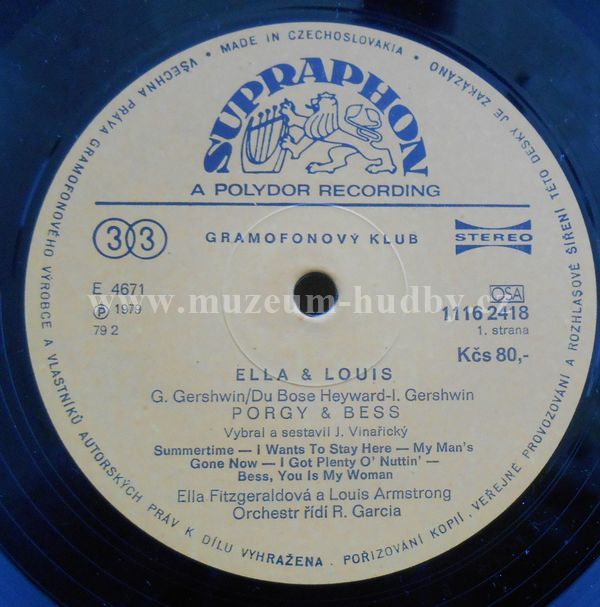 VŠECHNA PRÁVA GRAMOFONOVÉHO VÝROBCE A VLASTNÍKŮ AUTORSKÝCH PRÁV K DÍLU VYHRAŽENA. POŘIZOVÁNÍ KOPIÍ, VEŘEJNÉ PROVOZOVÁNÍ A ROZHLASOVÉ ŠÍŘENÍ TÉTO DESKY JE ZAKÁZÁNO
MADE IN CZECHOSLOVAKIA
SUPRAPHON
A POLYDOR RECORDING
33
GRAMOFONOVÝ KLUB
STEREO
E 4671
OSA
Ⓟ 1979
1116 2418
79 2
1. strana
www.muzeum-hudby.c
Kčs 80,-
ELLA & LOUIS
G. Gershwin/Du Bose Heyward-I. Gershwin
PORGY & BESS
Vybral a sestavil J. Vinařický
Summertime — I Wants To Stay Here — My Man's
Gone Now — I Got Plenty O' Nuttin' —
Bess, You Is My Woman
Ella Fitzgeraldová a Louis Armstrong
Orchestr řídí R. Garcia